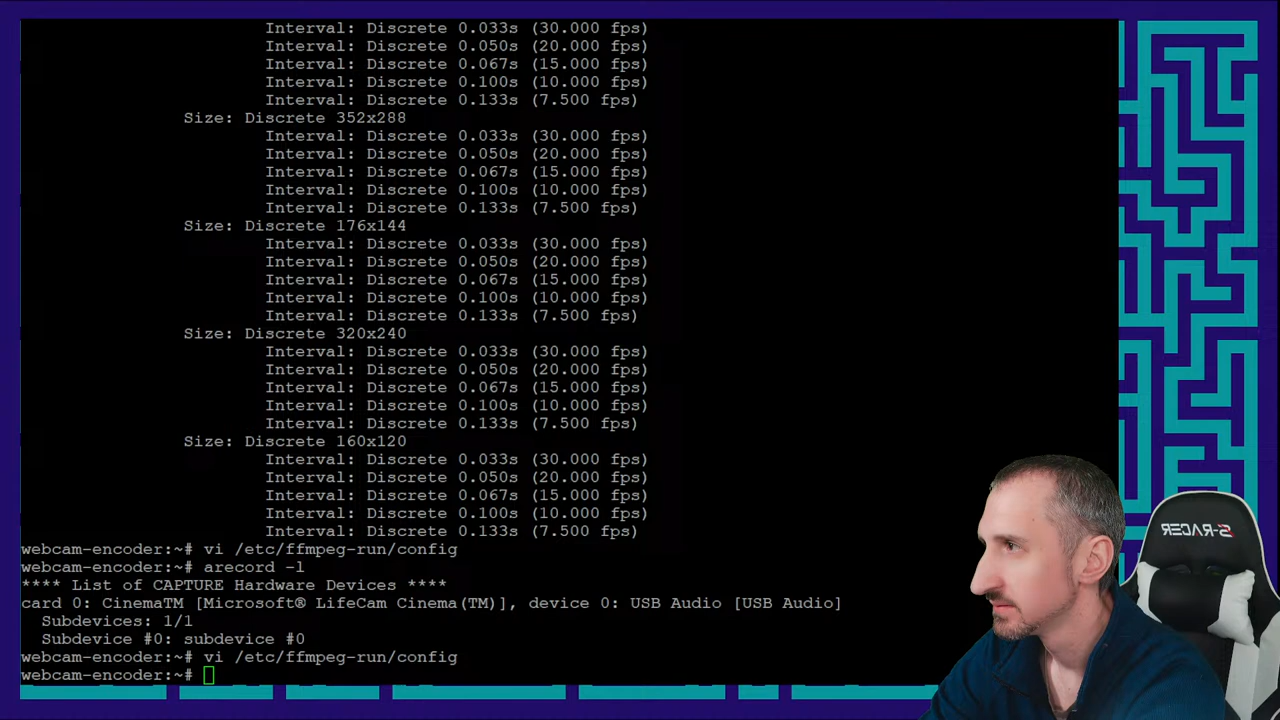 Interval: Discrete 0.033s (30.000 fps)
Interval: Discrete 0.050s (20.000 fps)
Interval: Discrete 0.067s (15.000 fps)
Interval: Discrete 0.100s (10.000 fps)
Interval: Discrete 0.133s (7.500 fps)
Size: Discrete 352x288
Interval: Discrete 0.033s (30.000 fps)
Interval: Discrete 0.050s (20.000 fps)
Interval: Discrete 0.067s (15.000 fps)
Interval: Discrete 0.100s (10.000 fps)
Interval: Discrete 0.133s (7.500 fps)
Size: Discrete 176x144
Interval: Discrete 0.033s (30.000 fps)
Interval: Discrete 0.050s (20.000 fps)
Interval: Discrete 0.067s (15.000 fps)
Interval: Discrete 0.100s (10.000 fps)
Interval: Discrete 0.133s (7.500 fps)
Size: Discrete 320x240
Interval: Discrete 0.033s (30.000 fps)
Interval: Discrete 0.050s (20.000 fps)
Interval: Discrete 0.067s (15.000 fps)
Interval: Discrete 0.100s (10.000 fps)
Interval: Discrete 0.133s (7.500 fps)
Size: Discrete 160x120
Interval: Discrete 0.033s (30.000 fps)
Interval: Discrete 0.050s (20.000 fps)
Interval: Discrete 0.067s (15.000 fps)
Interval: Discrete 0.100s (10.000 fps)
Interval: Discrete 0.133s (7.500 fps)
webcam-encoder:~# vi /etc/ffmpeg-run/config
webcam-encoder:~# arecord -l
**** List of CAPTURE Hardware Devices ****
card 0: CinemaTM [Microsoft® LifeCam Cinema(TM)], device 0: USB Audio [USB Audio]
Subdevices: 1/1
Subdevice #0: subdevice #0
webcam-encoder:~# vi /etc/ffmpeg-run/config
webcam-encoder:~#
S-RACER